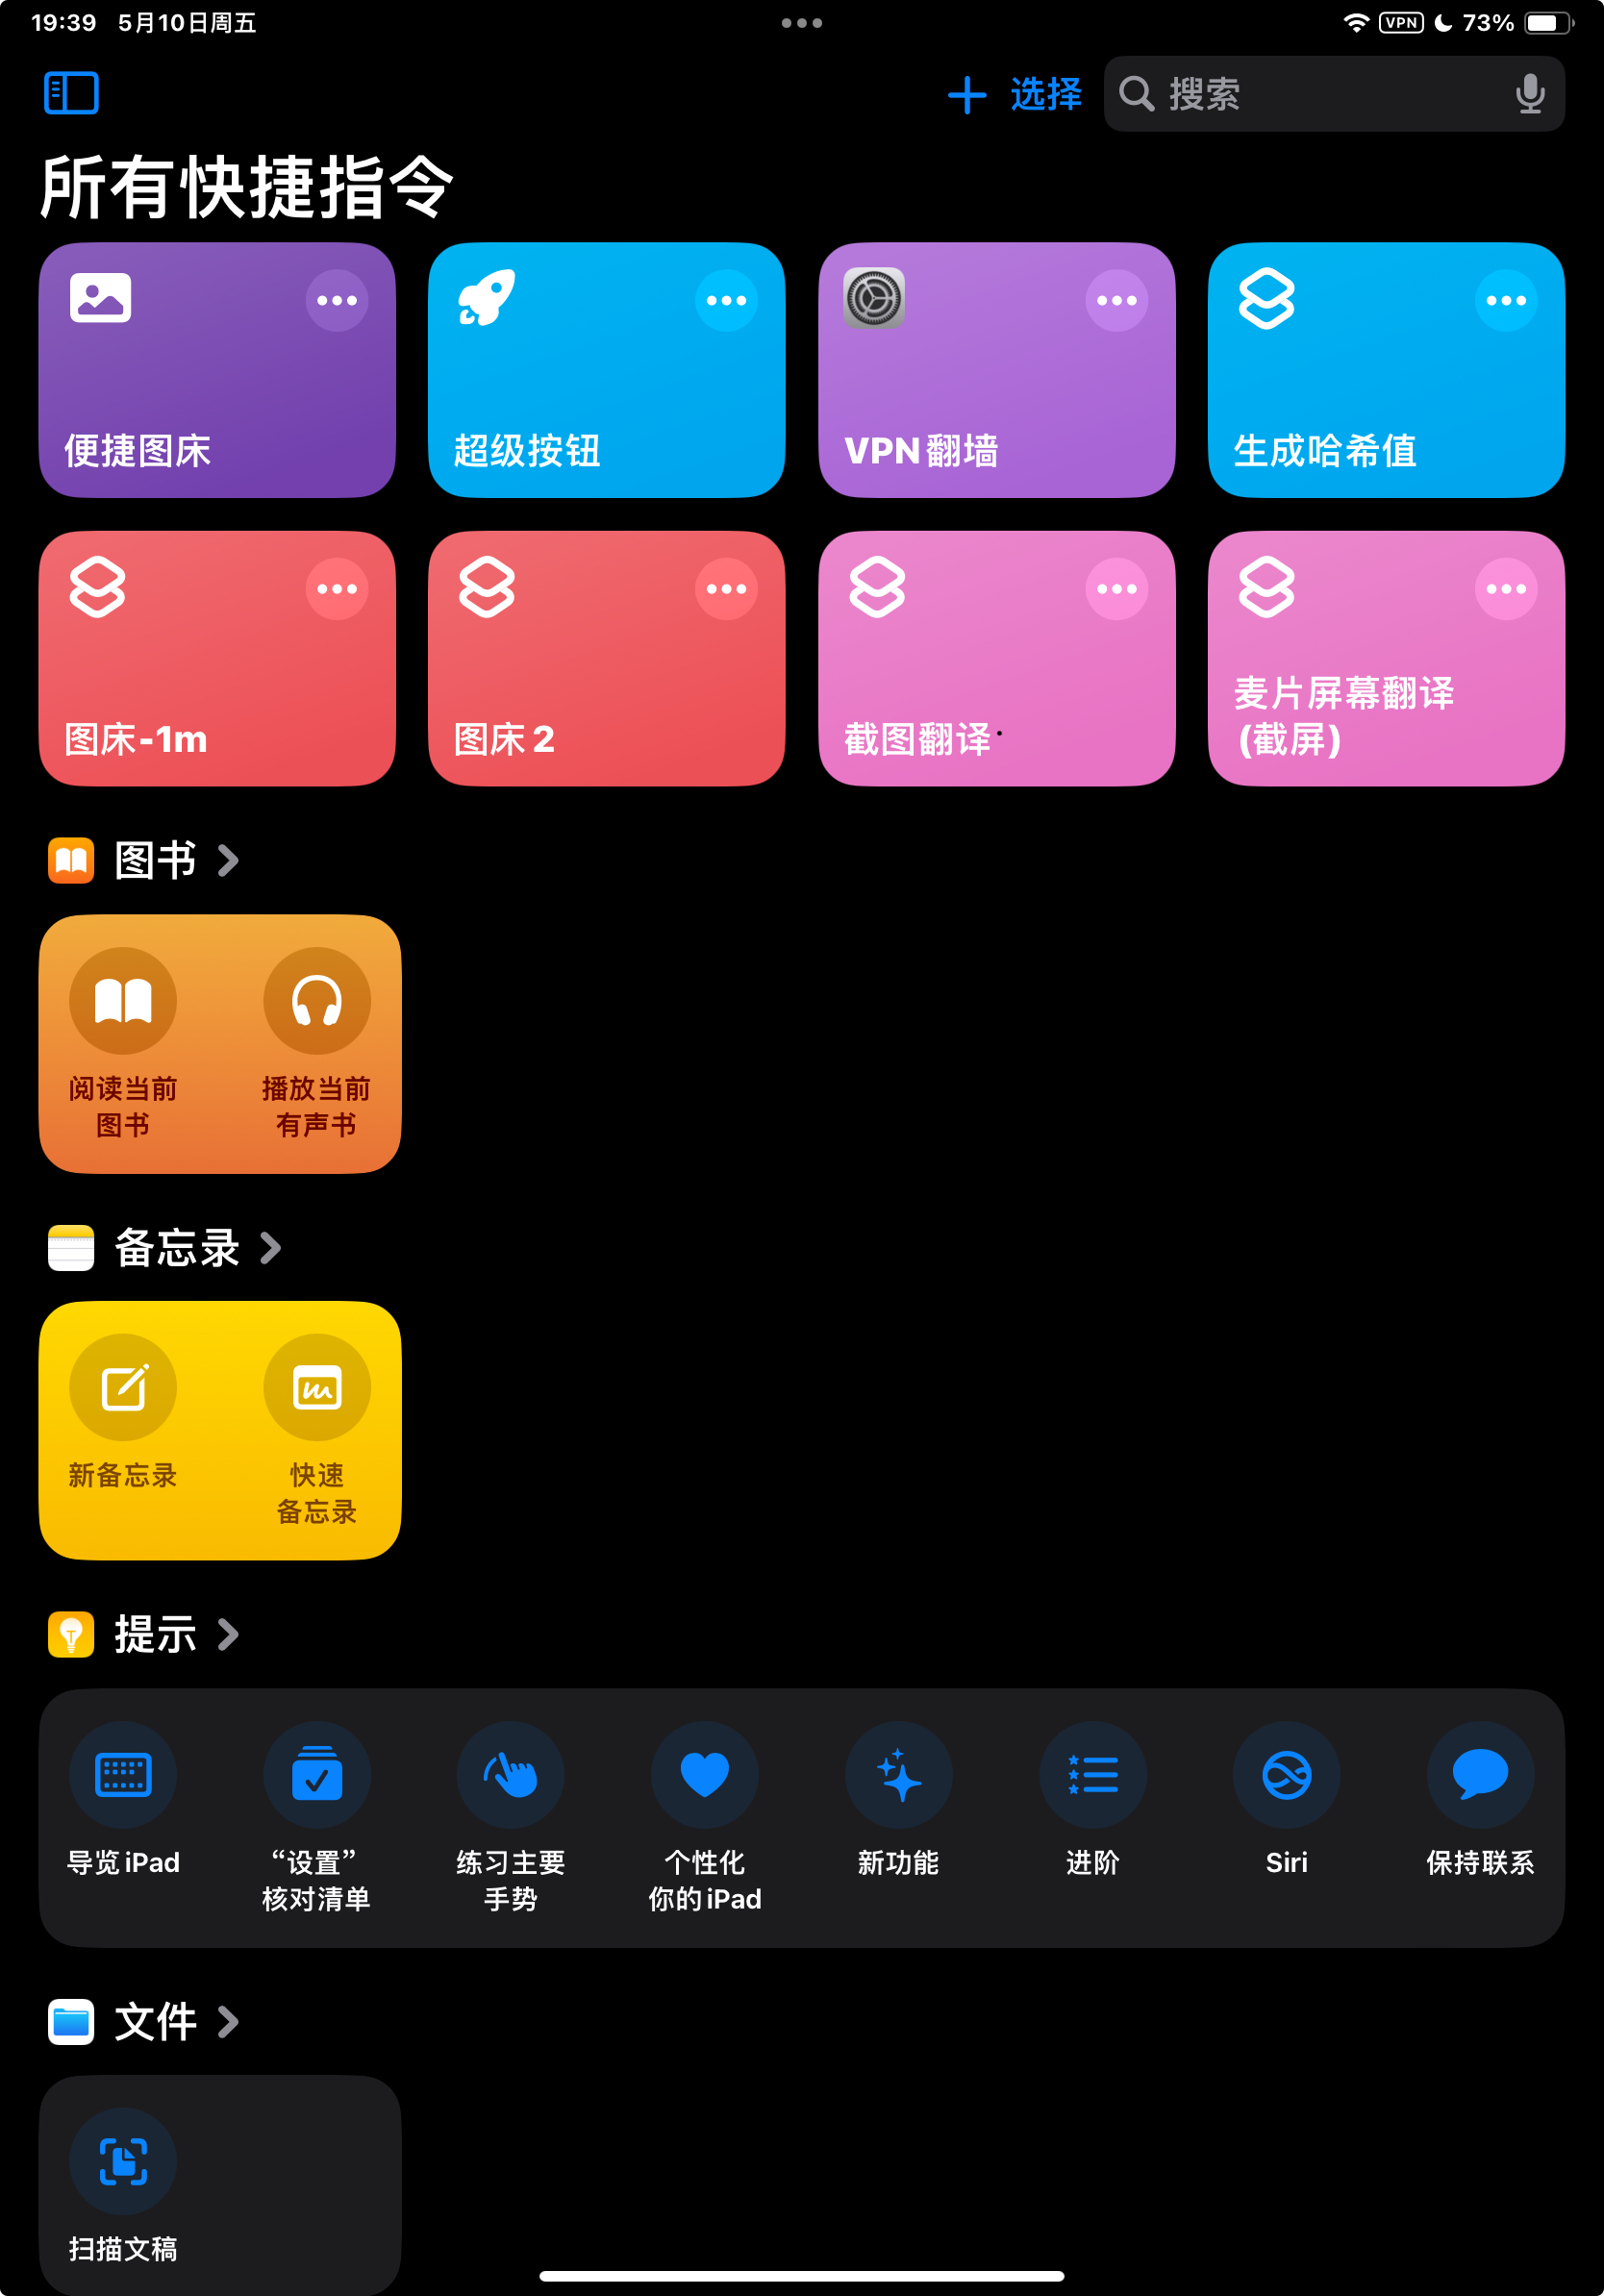 19:39 5月10日周五
VPN 73%
选择
搜索
所有快捷指令
便捷图床
超级按钮
VPN 翻墙
生成哈希值
图床-1m
图床 2
截图翻译·
麦片屏幕翻译
(截屏)
图书
阅读当前
图书
播放当前
有声书
备忘录
新备忘录
快速
备忘录
提示
导览 iPad
“设置”
核对清单
练习主要
手势
个性化
你的 iPad
新功能
进阶
Siri
保持联系
文件
扫描文稿